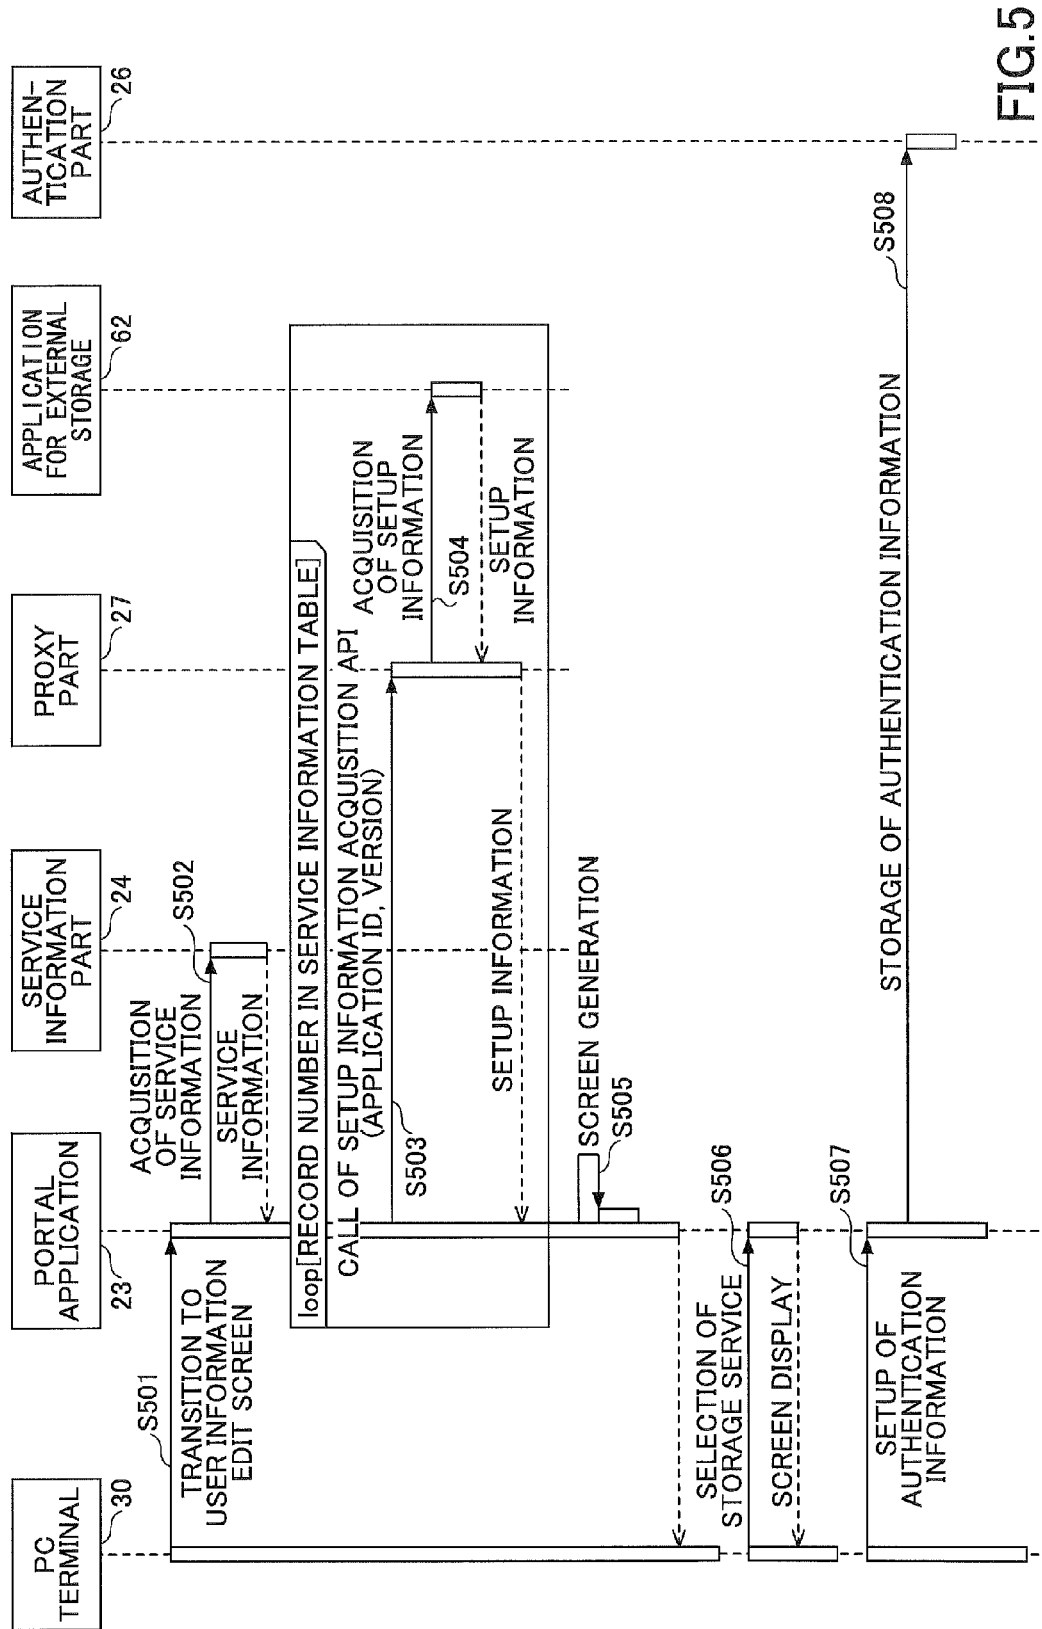 FIG.5
PC
TERMINAL
30
PORTAL
APPLICATION
23
SERVICE
INFORMATION
PART
24
PROXY
PART
27
APPLICATION
FOR EXTERNAL
STORAGE
62
AUTHEN-
TICATION
PART
26
S501
TRANSITION TO
USER INFORMATION
EDIT SCREEN
ACQUISITION
OF SERVICE
INFORMATION
S502
SERVICE
INFORMATION
loop[RECORD NUMBER IN SERVICE INFORMATION TABLE]
CALL OF SETUP INFORMATION ACQUISITION API
(APPLICATION ID, VERSION)
S503
ACQUISITION
OF SETUP
INFORMATION
S504
SETUP
INFORMATION
SETUP INFORMATION
SCREEN GENERATION
S505
SELECTION OF
STORAGE SERVICE
S506
SCREEN DISPLAY
SETUP OF
AUTHENTICATION
INFORMATION
S507
STORAGE OF AUTHENTICATION INFORMATION
S508